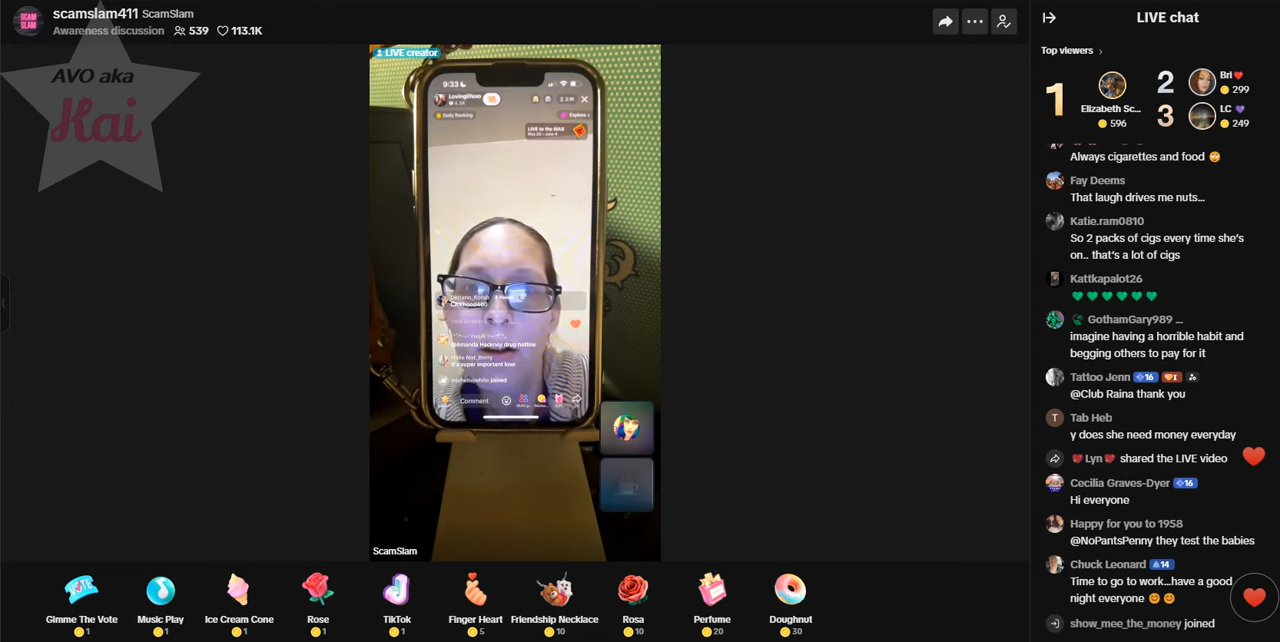 SCAM
SLAM
scamslam411 ScamSlam
Awareness discussion 539 113.1K
AVO aka
Kai
LIVE creator
9:33
Lovinglifexo
Daily Ranking
Explore
LIVE to the MAX
@Amanda Hackney drug hotline
It's super important love
michellejwhite joined
Comment
ScamSlam
Gimme The Vote
1
Music Play
1
Ice Cream Cone
1
Rose
1
TikTok
1
Finger Heart
5
Friendship Necklace
10
Rosa
10
Perfume
20
Doughnut
30
LIVE chat
Top viewers
1
Elizabeth Sc...
596
2
Bri
299
3
LC
249
Always cigarettes and food 🙄
Fay Deems
That laugh drives me nuts...
Katie.ram0810
So 2 packs of cigs every time she's
on.. that's a lot of cigs
Kattkapalot26
💚 💚 💚 💚 💚 💚
GothamGary989 ...
imagine having a horrible habit and
begging others to pay for it
Tattoo Jenn 16 I
@Club Raina thank you
T
Tab Heb
y does she need money everyday
Lyn shared the LIVE video
Cecilia Graves-Dyer 16
Hi everyone
Happy for you to 1958
@NoPantsPenny they test the babies
Chuck Leonard 14
Time to go to work...have a good
night everyone 😊 😊
show_mee_the_money joined